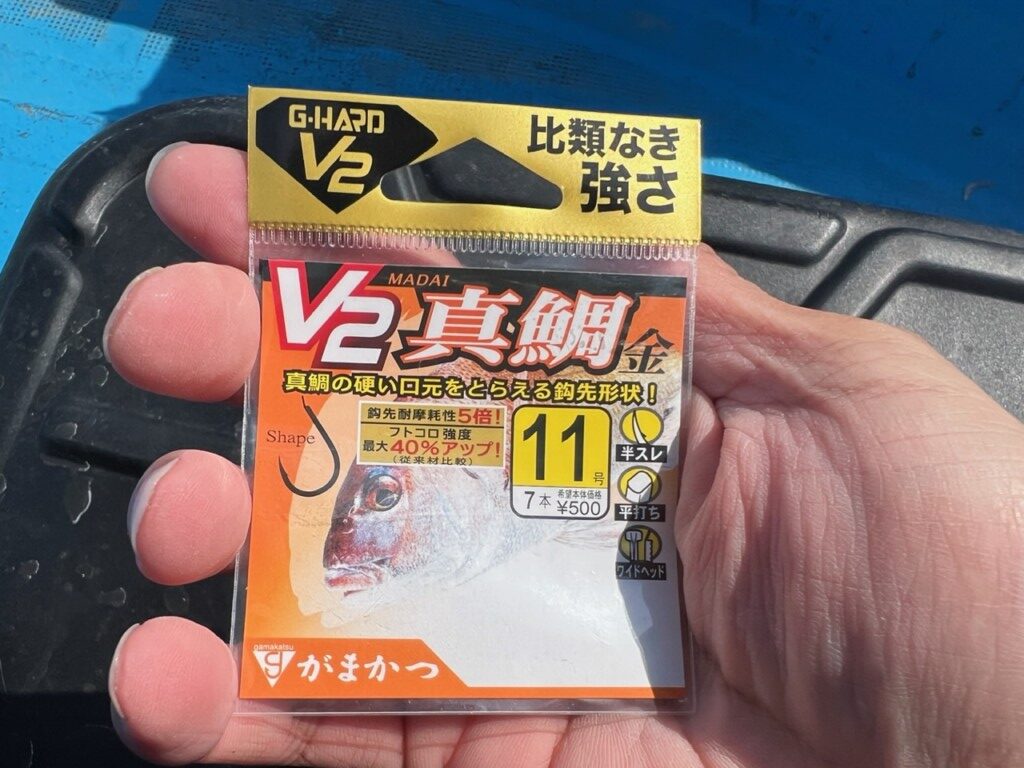 G-HARD
V2
比類なき
強さ
MADAI
V2 真鯛 金
真鯛の硬い口元をとらえる鈎先形状!
Shape
鈎先耐摩耗性5倍!
フトコロ強度
最大40%アップ!
(従来材比較)
11号
7本 希望本体価格 ¥500
半スレ
平打ち
ワイドヘッド
gamakatsu
g がまかつ